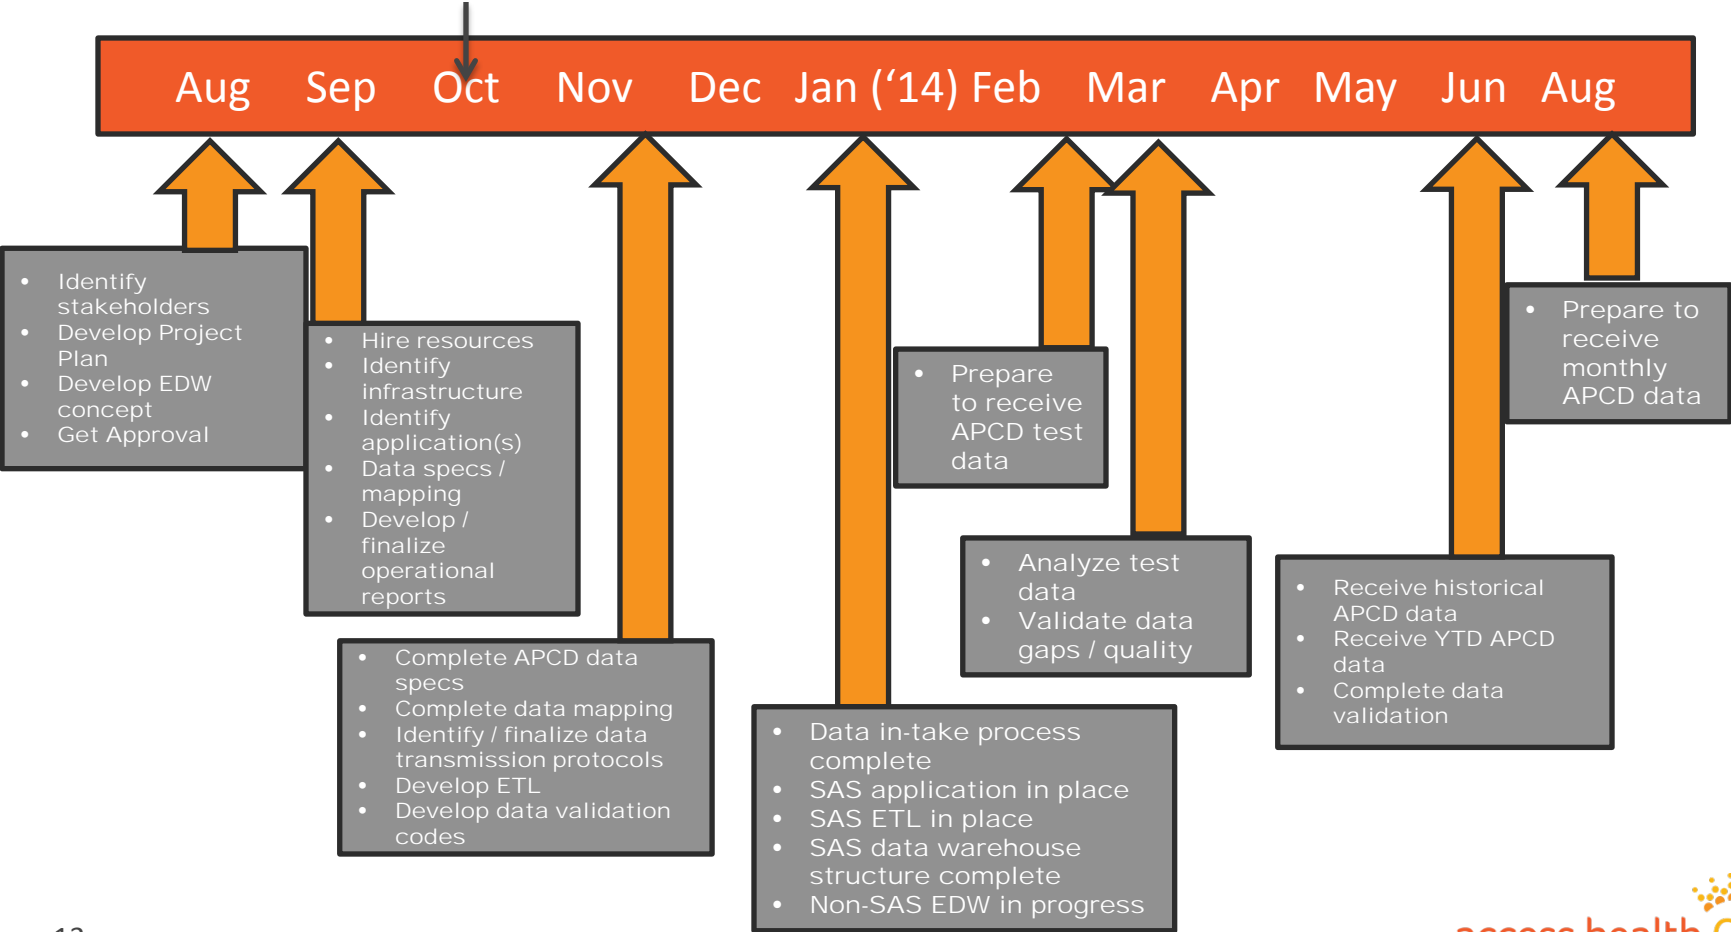 Aug Sep Oct Nov Dec Jan (‘14) Feb Mar Apr May Jun Aug
• Identify
stakeholders
• Develop Project
Plan
• Develop EDW
concept
• Get Approval
• Hire resources
• Identify
infrastructure
• Identify
application(s)
• Data specs /
mapping
• Develop /
finalize
operational
reports
• Complete APCD data
specs
• Complete data mapping
• Identify / finalize data
transmission protocols
• Develop ETL
• Develop data validation
codes
• Data in-take process
complete
• SAS application in place
• SAS ETL in place
• SAS data warehouse
structure complete
• Non-SAS EDW in progress
• Prepare
to receive
APCD test
data
• Analyze test
data
• Validate data
gaps / quality
• Receive historical
APCD data
• Receive YTD APCD
data
• Complete data
validation
• Prepare to
receive
monthly
APCD data
access health